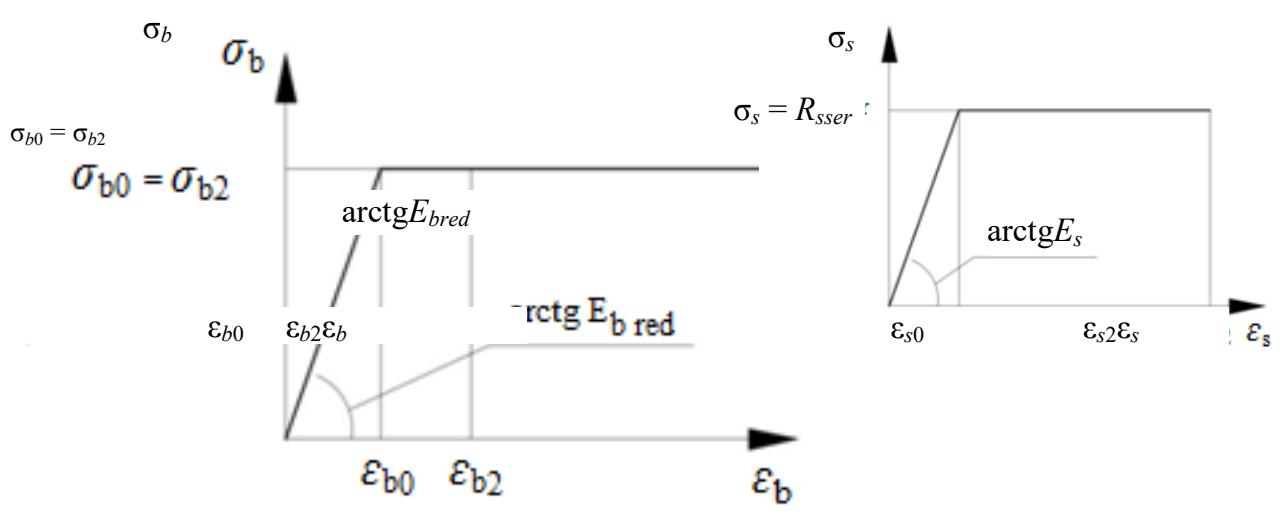 σb
σb
σb0 = σb2
σb0 = σb2
arctgEbred
εb0
εb2εb
rctg Eb red
εb0
εb2
εb
σs
σs = Rsser
arctgEs
εs0
εs2εs
εs